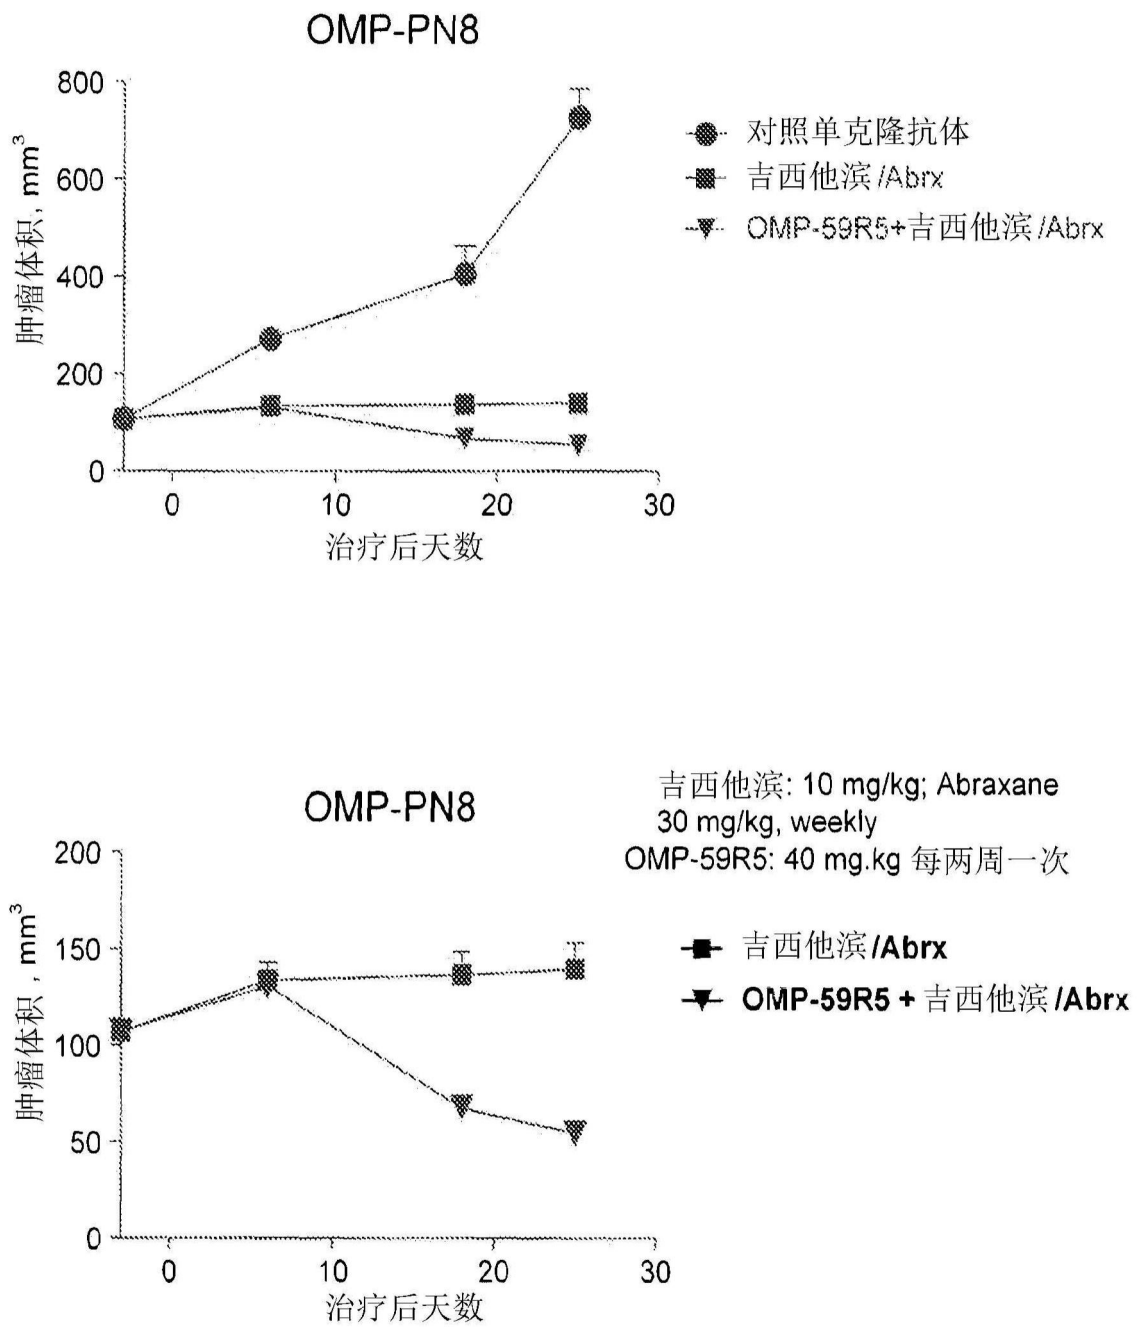 OMP-PN8
800
600
400
200
0
肿瘤体积, mm³
0 10 20 30
治疗后天数
对照单克隆抗体
吉西他滨/Abrx
OMP-59R5+吉西他滨/Abrx
OMP-PN8
吉西他滨: 10 mg/kg; Abraxane
30 mg/kg, weekly
OMP-59R5: 40 mg.kg 每两周一次
200
150
100
50
0
肿瘤体积 , mm³
0 10 20 30
治疗后天数
吉西他滨/Abrx
OMP-59R5 + 吉西他滨/Abrx